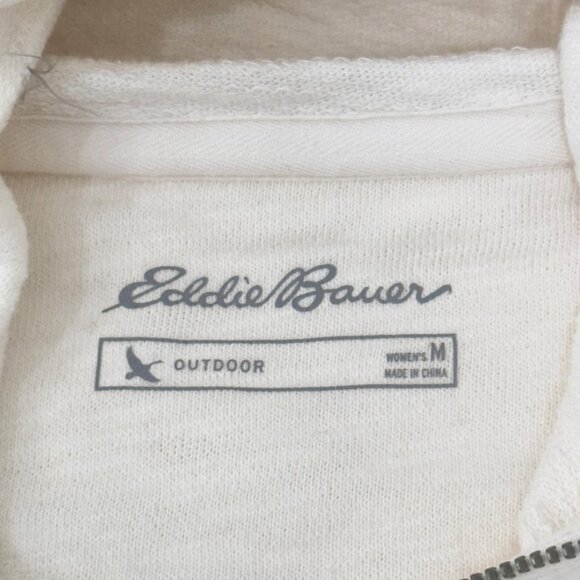 Eddie Bauer
OUTDOOR
WOMEN'S M
MADE IN CHINA